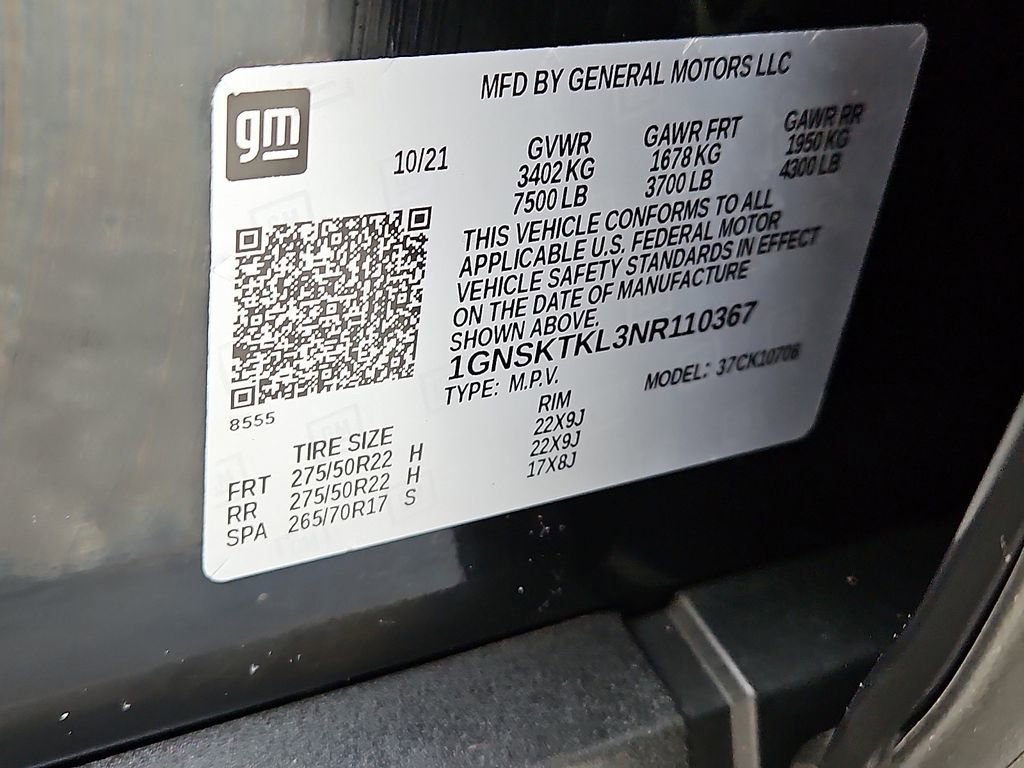 MFD BY GENERAL MOTORS LLC
gm
10/21
GVWR
3402 KG
7500 LB
GAWR FRT
1678 KG
3700 LB
GAWR RR
1950 KG
4300 LB
THIS VEHICLE CONFORMS TO ALL
APPLICABLE U.S. FEDERAL MOTOR
VEHICLE SAFETY STANDARDS IN EFFECT
ON THE DATE OF MANUFACTURE
SHOWN ABOVE.
1GNSKTKL3NR110367
TYPE: M.P.V.
MODEL: 37CK10706
8555
TIRE SIZE RIM
FRT 275/50R22 H 22X9J
RR 275/50R22 H 22X9J
SPA 265/70R17 S 17X8J